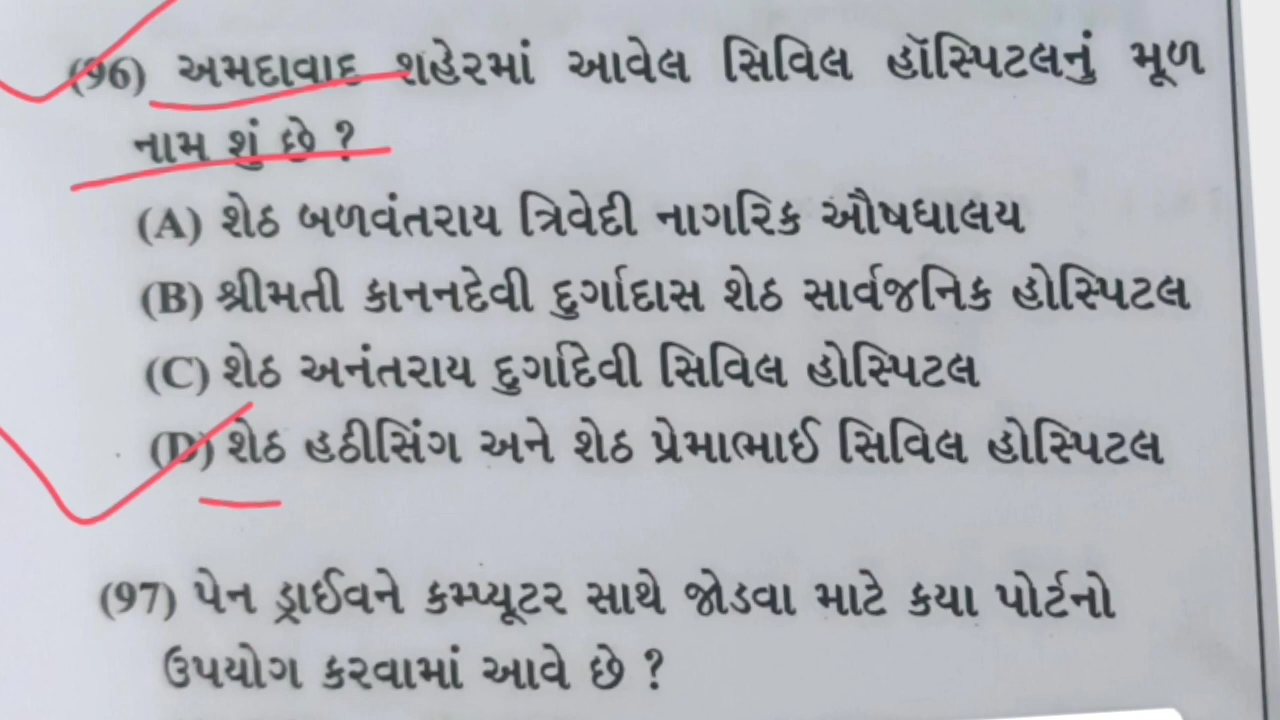 (96) અમદાવાદ શહેરમાં આવેલ સિવિલ હૉસ્પિટલનું મૂળ
નામ શું છે ?
(A) શેઠ બળવંતરાય ત્રિવેદી નાગરિક ઔષધાલય
(B) શ્રીમતી કાનનદેવી દુર્ગાદાસ શેઠ સાર્વજનિક હોસ્પિટલ
(C) શેઠ અનંતરાય દુર્ગાદેવી સિવિલ હોસ્પિટલ
(D) શેઠ હઠીસિંગ અને શેઠ પ્રેમાભાઈ સિવિલ હોસ્પિટલ
(97) પેન ડ્રાઈવને કમ્પ્યૂટર સાથે જોડવા માટે કયા પોર્ટનો
ઉપયોગ કરવામાં આવે છે ?